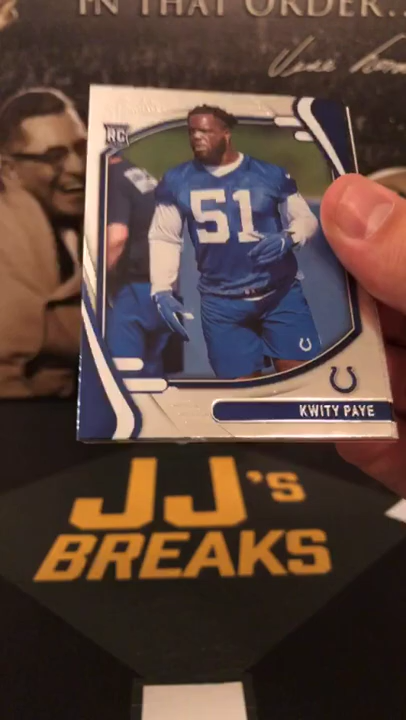 IN THAT ORDER...
RC
51
KWITY PAYE
JJ's
BREAKS